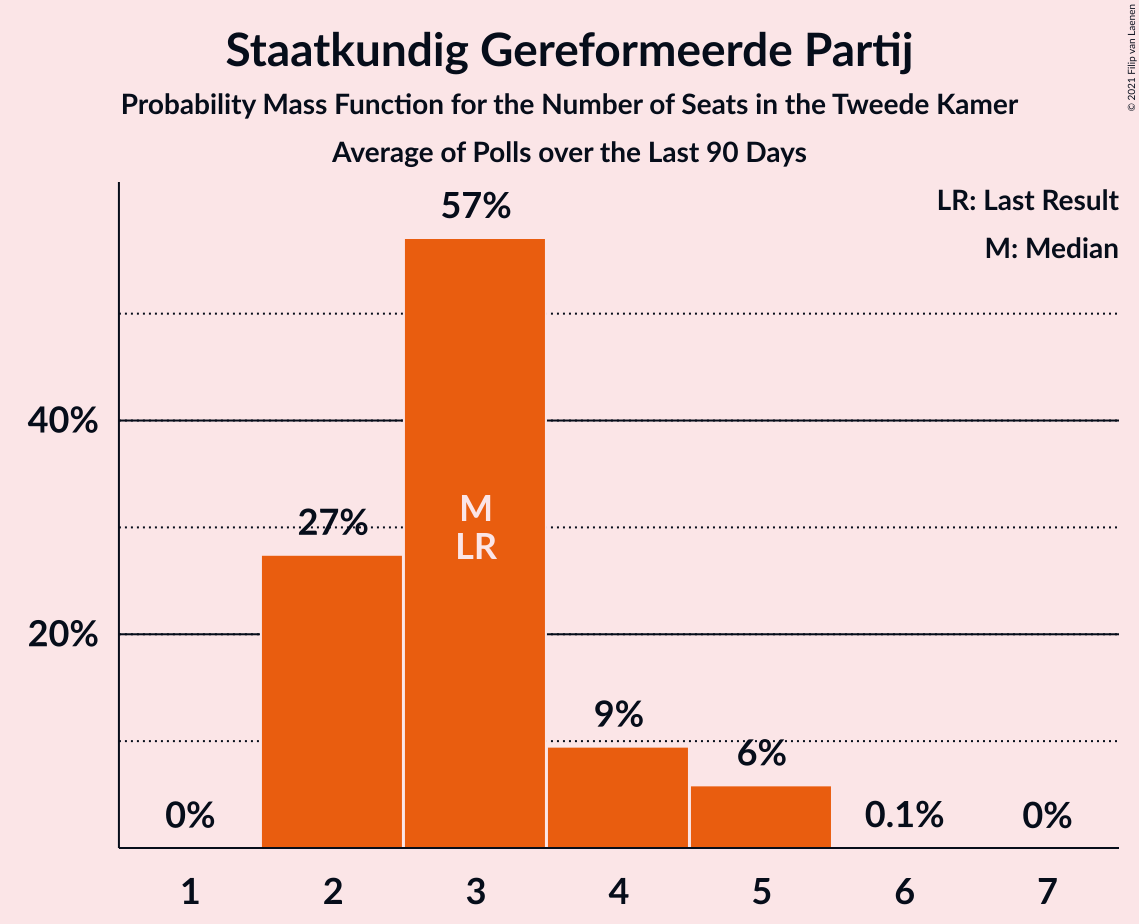 Staatkundig Gereformeerde Partij
Probability Mass Function for the Number of Seats in the Tweede Kamer
Average of Polls over the Last 90 Days
© 2021 Filip van Laenen
LR: Last Result
M: Median
57%
40%
27%
M
LR
20%
9%
6%
0%
0.1%
0%
1 2 3 4 5 6 7